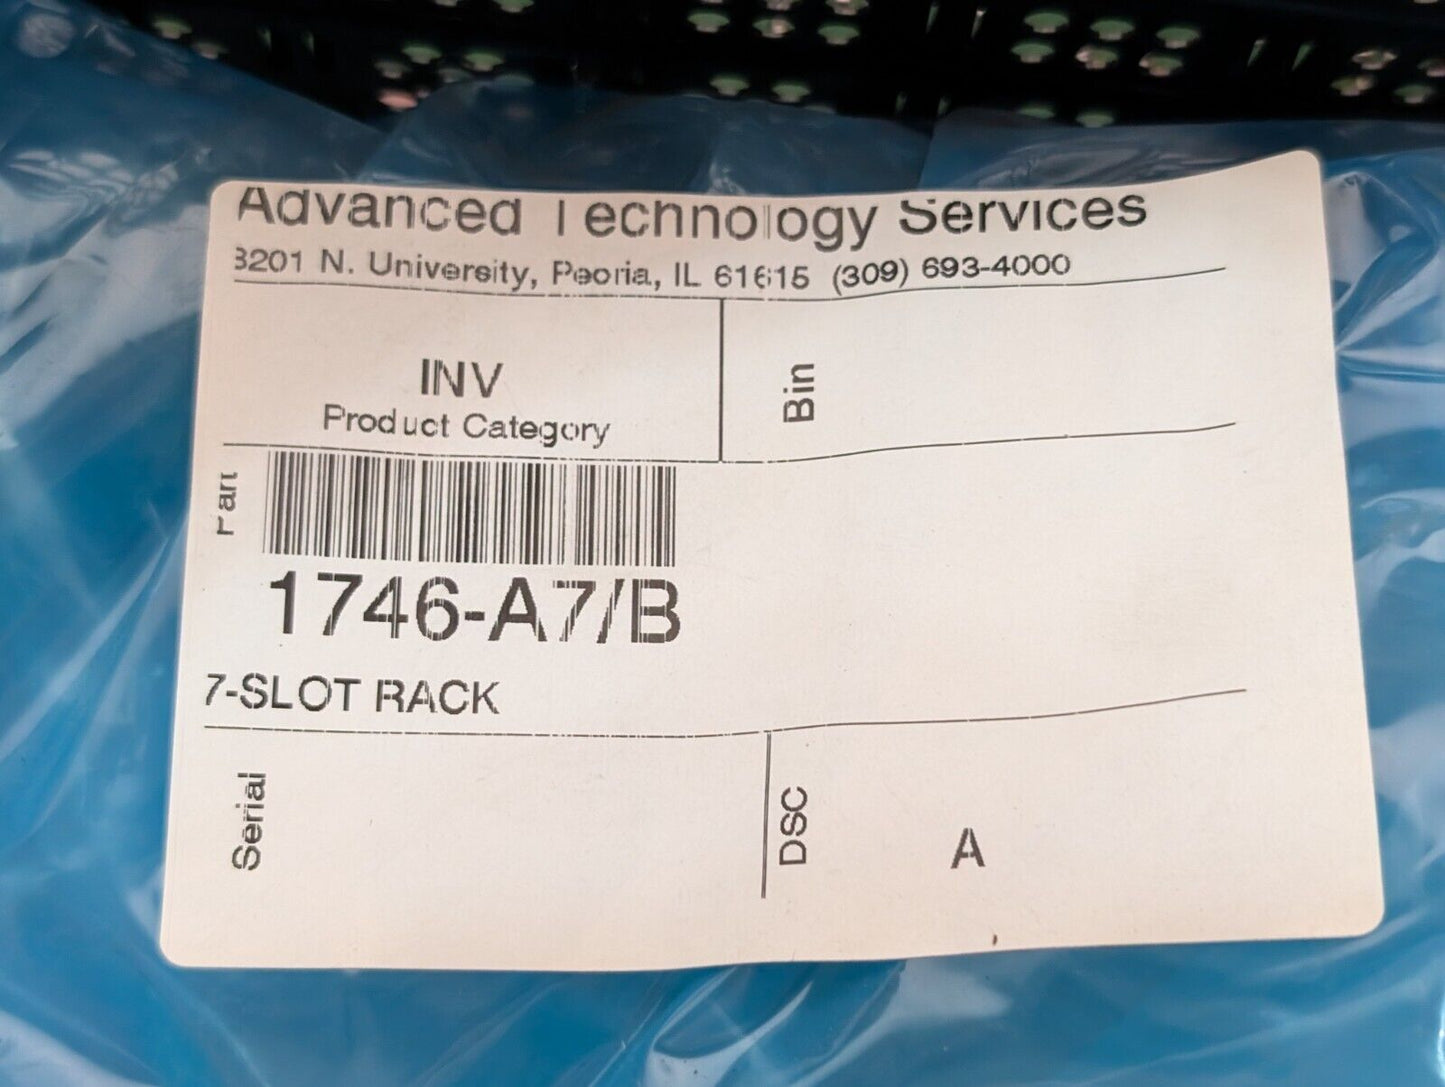 Advanced Technology Services
8201 N. University, Peoria, IL 61615 (309) 693-4000
INV
Product Category
Bin
Part
1746-A7/B
7-SLOT RACK
Serial
DSC
A